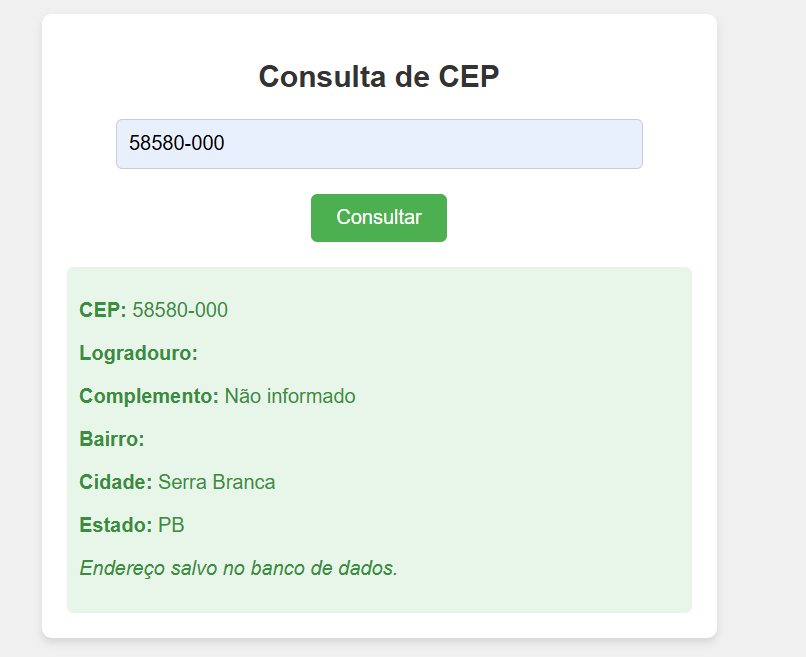 Consulta de CEP
58580-000
Consultar
CEP: 58580-000
Logradouro:
Complemento: Não informado
Bairro:
Cidade: Serra Branca
Estado: PB
Endereço salvo no banco de dados.